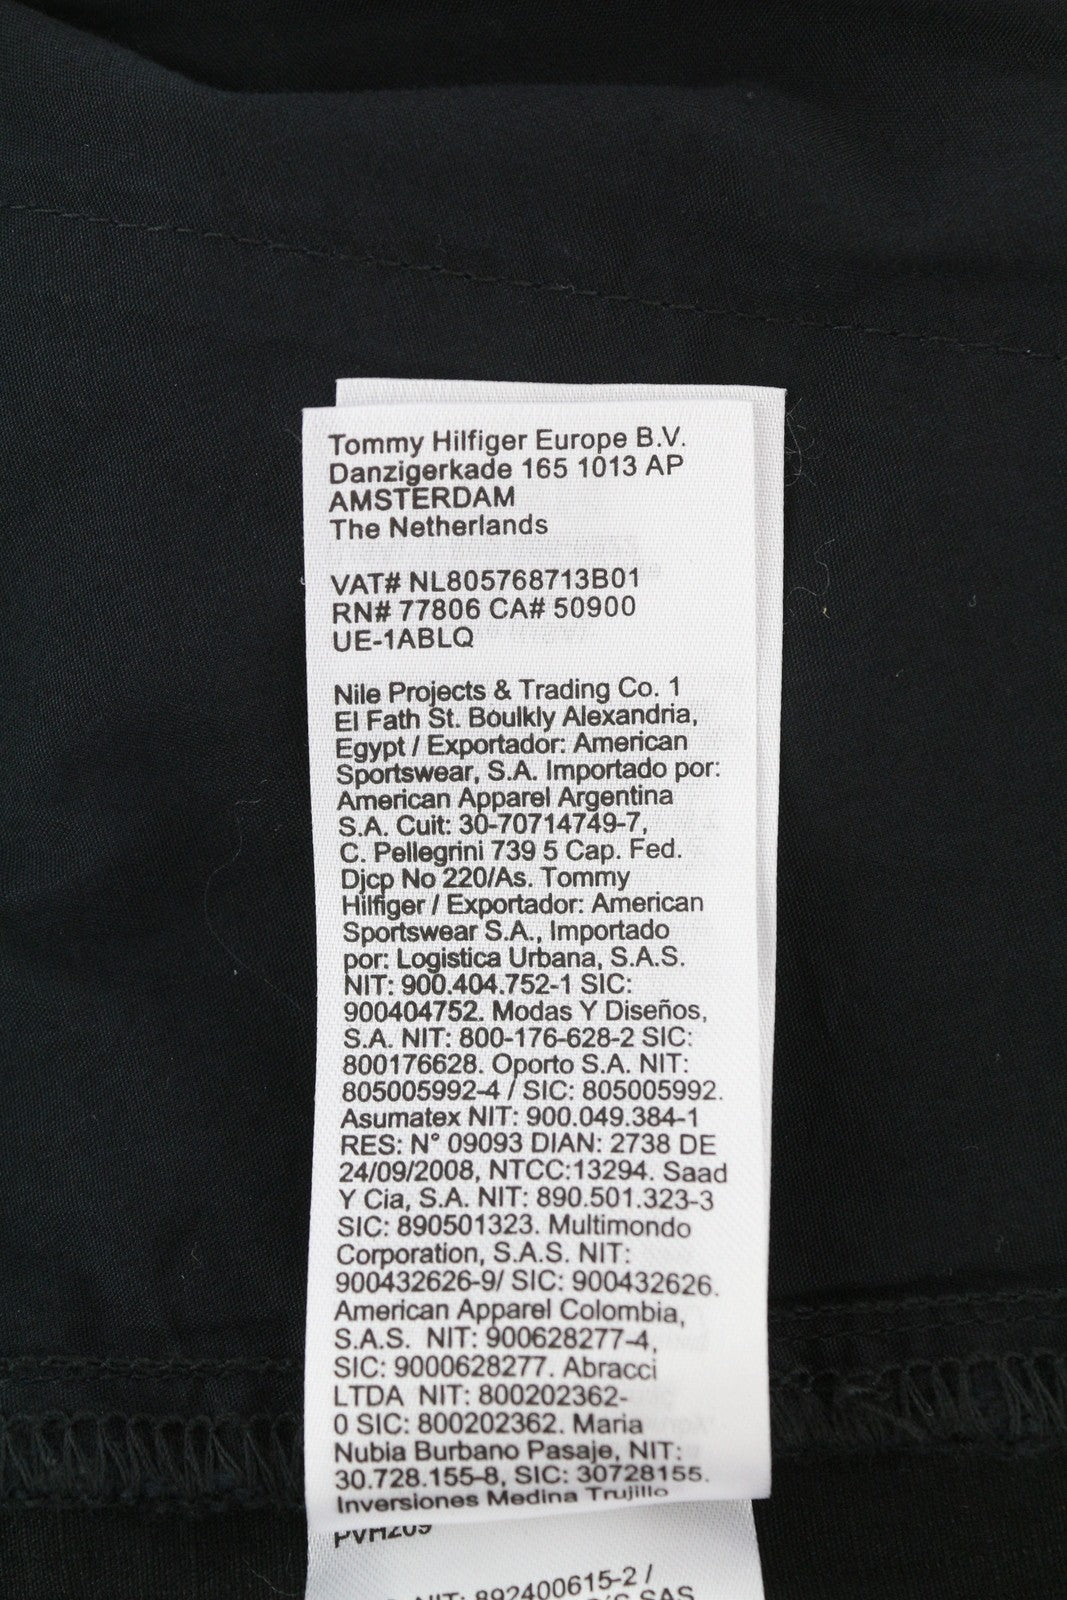 Tommy Hilfiger Europe B.V.
Danzigerkade 165 1013 AP
AMSTERDAM
The Netherlands
VAT# NL805768713B01
RN# 77806 CA# 50900
UE-1ABLQ
Nile Projects & Trading Co. 1
El Fath St. Boulkly Alexandria,
Egypt / Exportador: American
Sportswear, S.A. Importado por:
American Apparel Argentina
S.A. Cuit: 30-70714749-7,
C. Pellegrini 739 5 Cap. Fed.
Djcp No 220/As. Tommy
Hilfiger / Exportador: American
Sportswear S.A., Importado
por: Logistica Urbana, S.A.S.
NIT: 900.404.752-1 SIC:
900404752. Modas Y Diseños,
S.A. NIT: 800-176-628-2 SIC:
800176628. Oporto S.A. NIT:
805005992-4 / SIC: 805005992.
Asumatex NIT: 900.049.384-1
RES: N° 09093 DIAN: 2738 DE
24/09/2008, NTCC:13294. Saad
Y Cia, S.A. NIT: 890.501.323-3
SIC: 890501323. Multimondo
Corporation, S.A.S. NIT:
900432626-9/ SIC: 900432626.
American Apparel Colombia,
S.A.S. NIT: 900628277-4,
SIC: 9000628277. Abracci
LTDA NIT: 800202362-
0 SIC: 800202362. Maria
Nubia Burbano Pasaje, NIT:
30.728.155-8, SIC: 30728155.
Inversiones Medina Trujillo
PVH209
NIT: 892400615-2 /
SAS